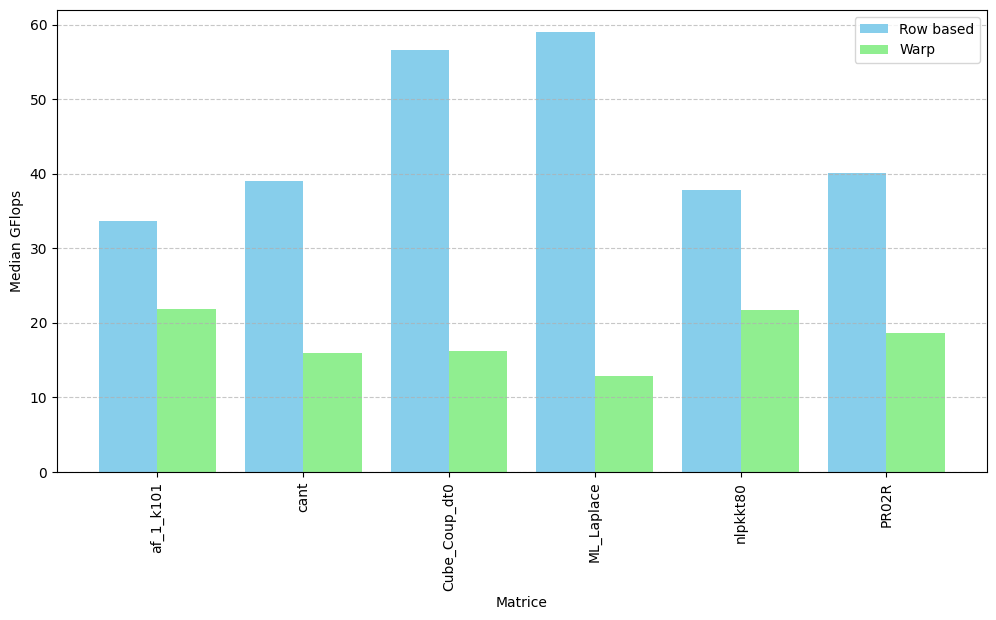 60
50
40
30
20
10
0
Median GFlops
Row based
Warp
af_1_k101
cant
Cube_Coup_dt0
ML_Laplace
nlpkkt80
PR02R
Matrice